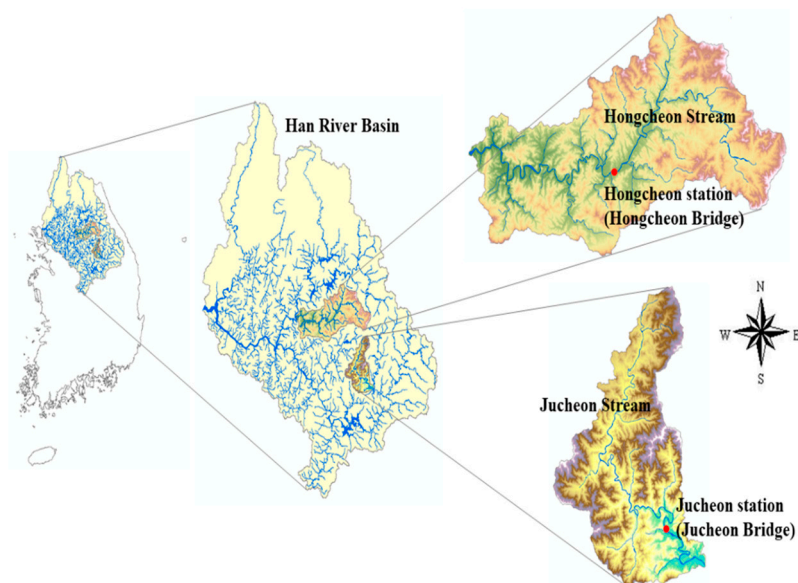 Han River Basin
Hongcheon Stream
Hongcheon station
(Hongcheon Bridge)
N
W
E
S
Jucheon Stream
Jucheon station
(Jucheon Bridge)